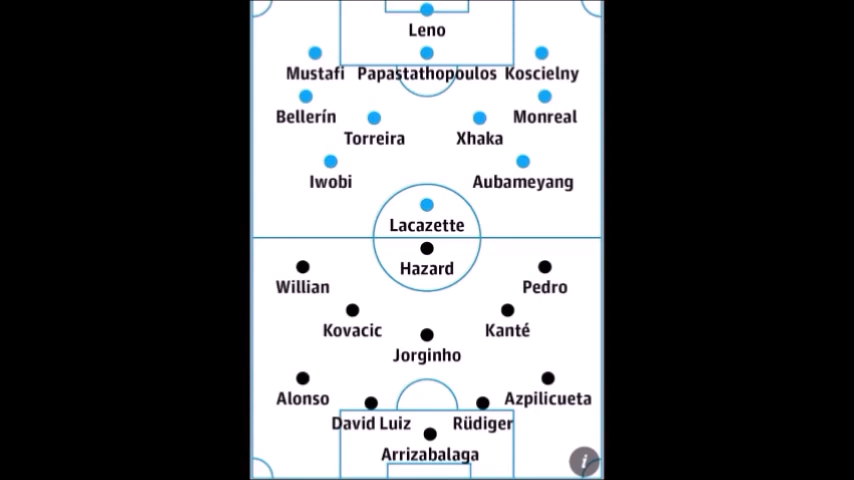 Leno
Mustafi Papastathopoulos Koscielny
Bellerín Monreal
Torreira Xhaka
Iwobi Aubameyang
Lacazette
Hazard
Willian Pedro
Kovacic Kanté
Jorginho
Alonso Azpilicueta
David Luiz Rüdiger
Arrizabalaga
i